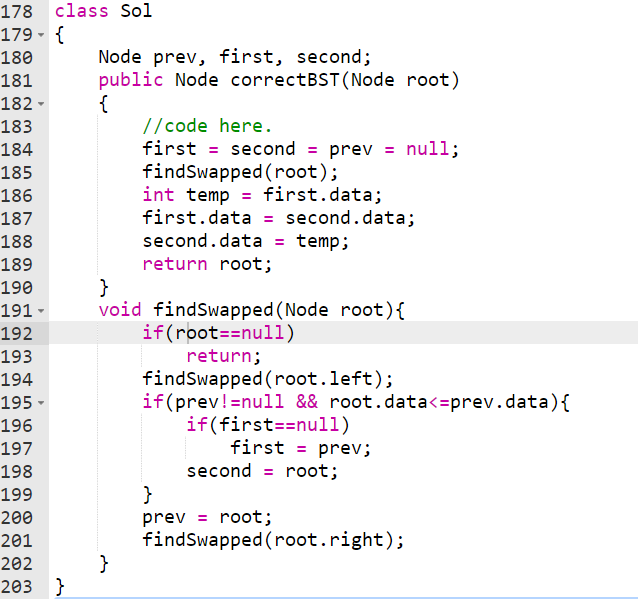 178 class Sol
179 {
180     Node prev, first, second;
181     public Node correctBST(Node root)
182     {
183         //code here.
184         first = second = prev = null;
185         findSwapped(root);
186         int temp = first.data;
187         first.data = second.data;
188         second.data = temp;
189         return root;
190     }
191     void findSwapped(Node root){
192         if(root==null)
193             return;
194         findSwapped(root.left);
195         if(prev!=null && root.data<=prev.data){
196             if(first==null)
197                 first = prev;
198             second = root;
199         }
200         prev = root;
201         findSwapped(root.right);
202     }
203 }